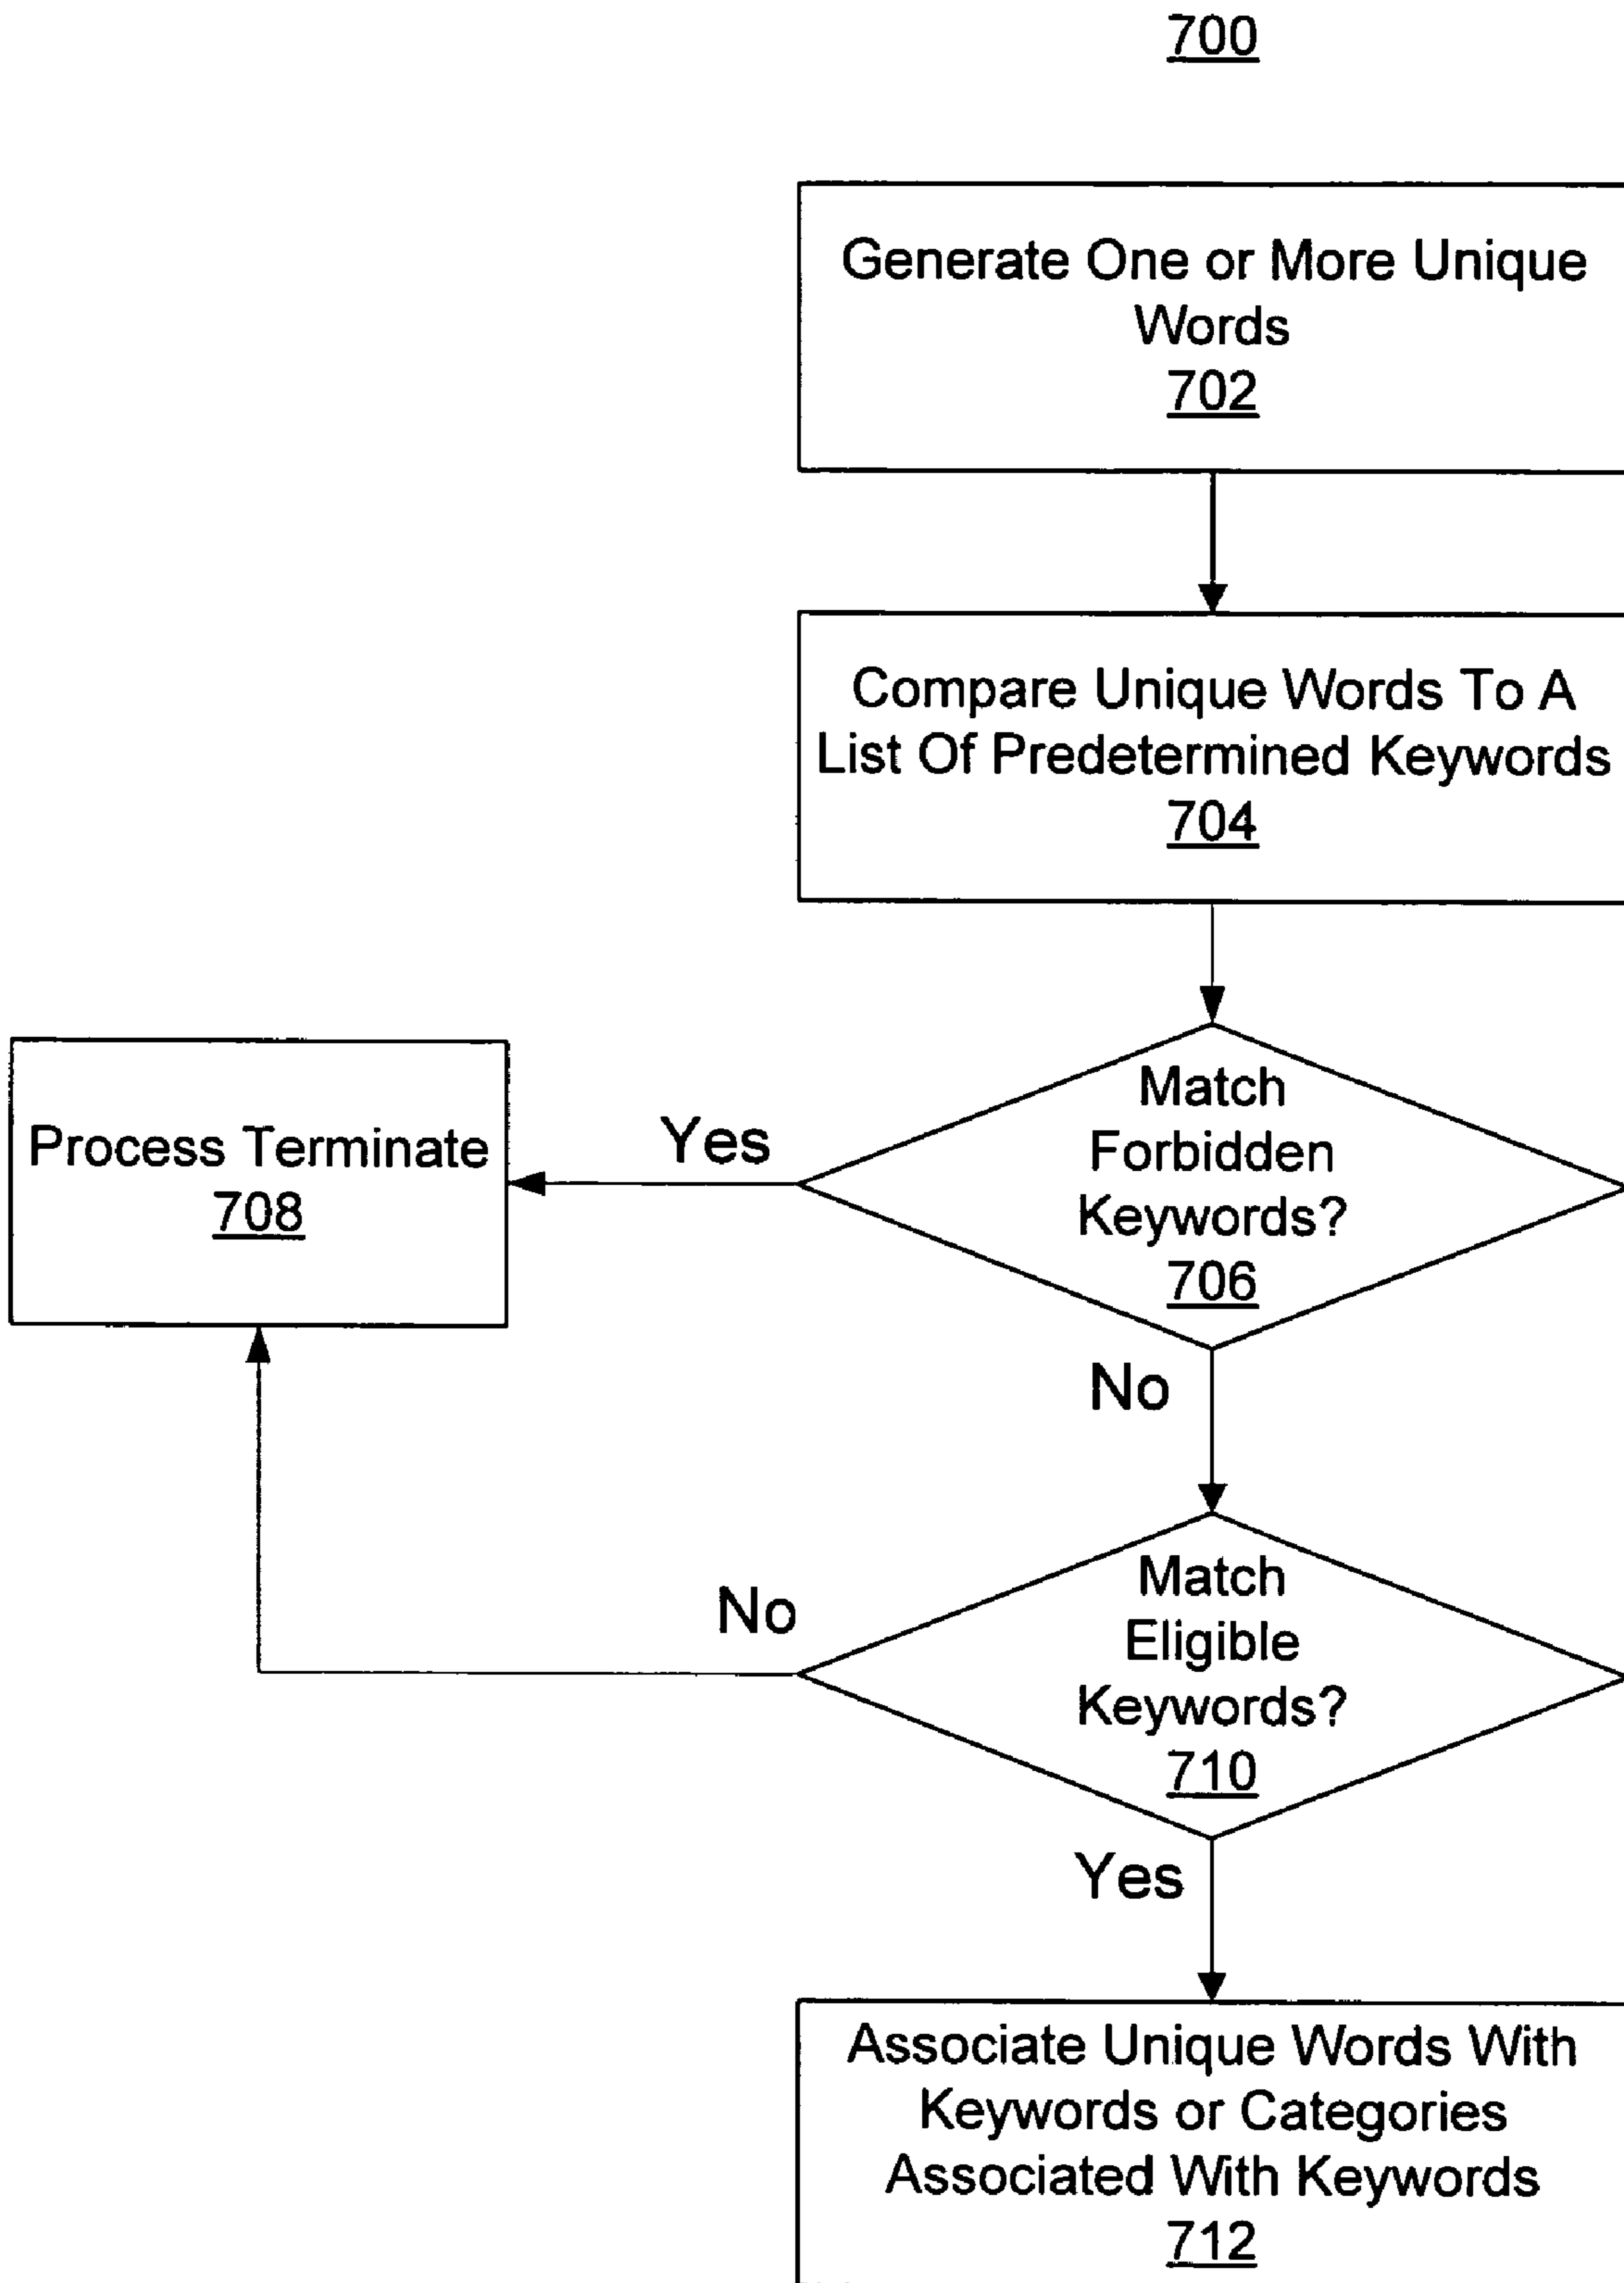 700
Generate One or More Unique
Words
702
Compare Unique Words To A
List Of Predetermined Keywords
704
Match
Forbidden
Keywords?
706
Yes
Process Terminate
708
No
Match
Eligible
Keywords?
710
No
Yes
Associate Unique Words With
Keywords or Categories
Associated With Keywords
712